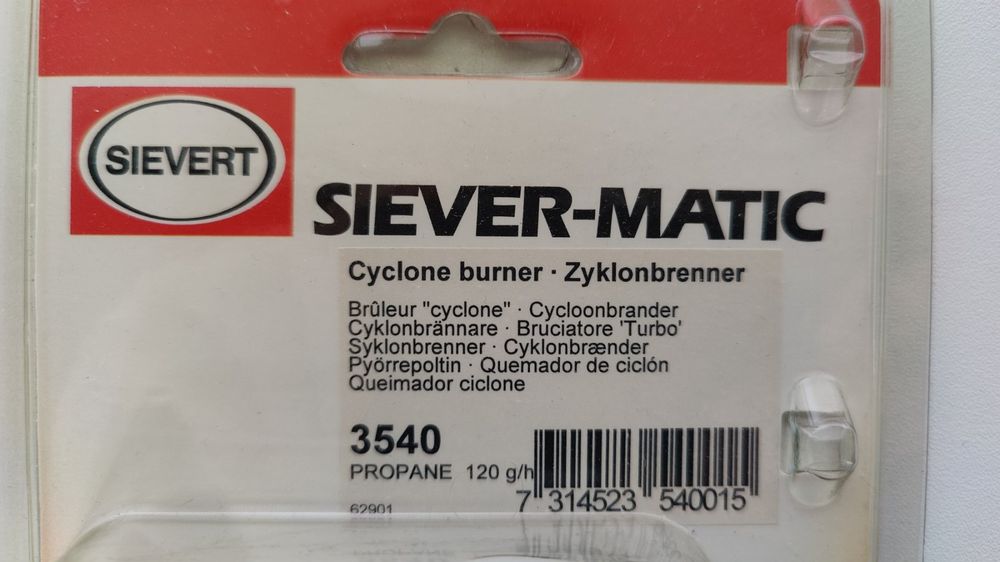 SIEVERT
SIEVER-MATIC
Cyclone burner · Zyklonbrenner
Brûleur "cyclone" · Cycloonbrander
Cyklonbrännare · Bruciatore 'Turbo'
Syklonbrenner · Cyklonbrænder
Pyörrepoltin · Quemador de ciclón
Queimador ciclone
3540
PROPANE 120 g/h
7 314523 540015
62901